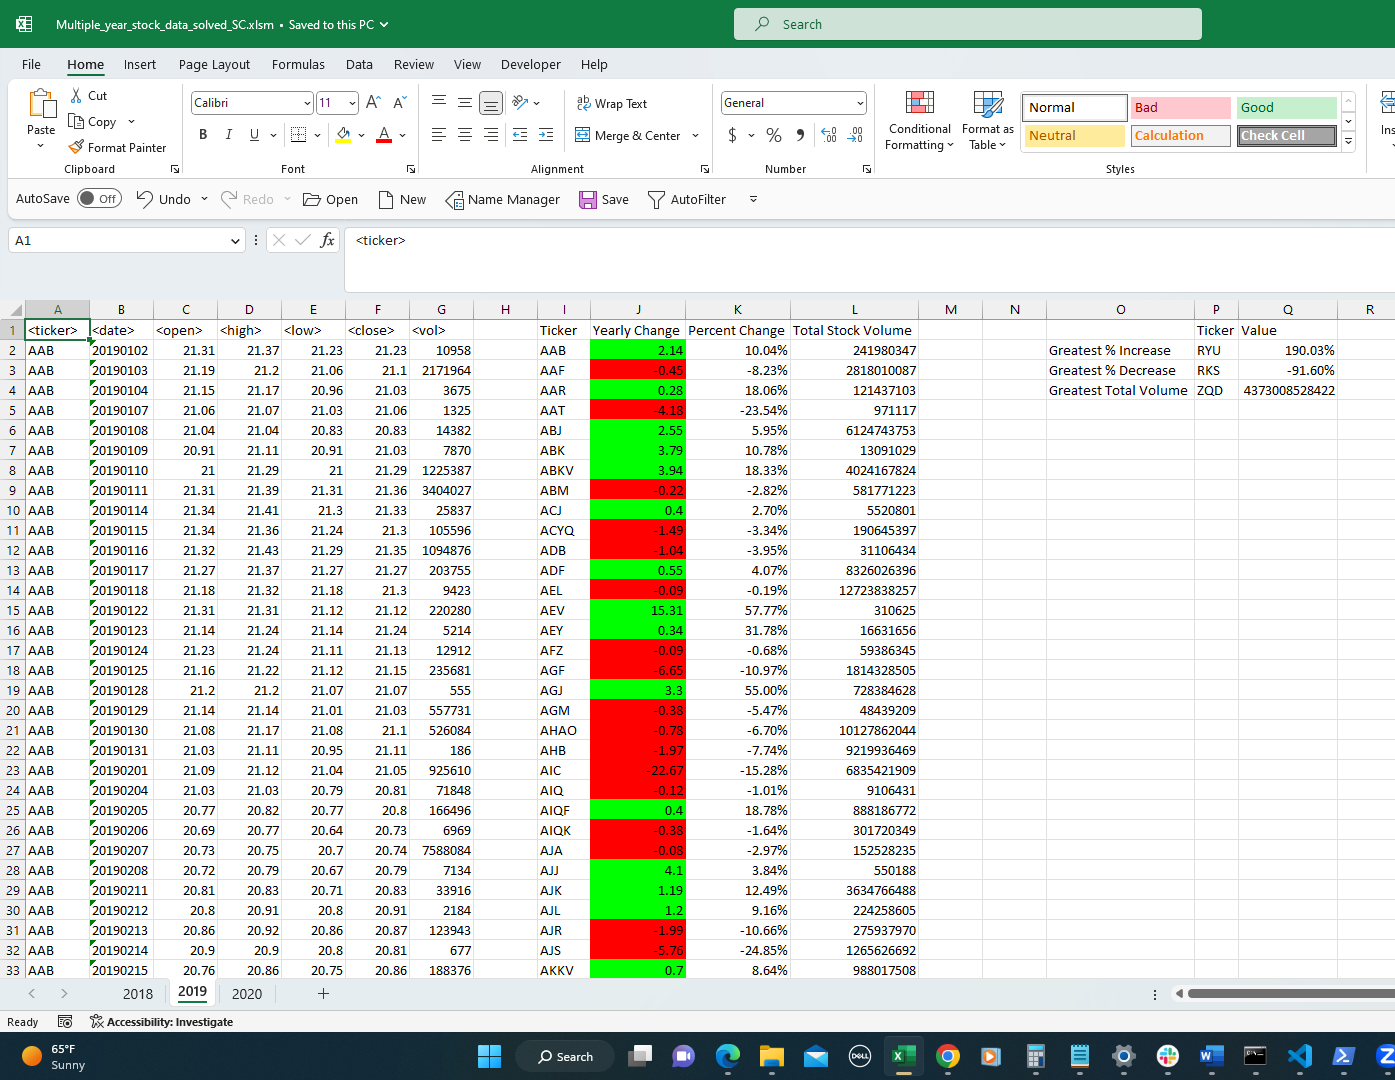 Multiple_year_stock_data_solved_SC.xlsm • Saved to this PC
Search
File Home Insert Page Layout Formulas Data Review View Developer Help
Paste
Cut
Copy
Format Painter
Clipboard
Calibri 11
B I U A
Font
ab Wrap Text
Merge & Center
Alignment
General
$ % 9 .00
Number
Conditional Formatting
Format as Table
Normal Bad Good
Neutral Calculation Check Cell
Styles
Ins
AutoSave Off Undo Redo Open New Name Manager Save AutoFilter
A1 fx <ticker>
A B C D E F G H I J K L M N O P Q R
1 <ticker> <date> <open> <high> <low> <close> <vol> Ticker Yearly Change Percent Change Total Stock Volume Ticker Value
2 AAB 20190102 21.31 21.37 21.23 21.23 10958 AAB 2.14 10.04% 241980347 Greatest % Increase RYU 190.03%
3 AAB 20190103 21.19 21.2 21.06 21.1 2171964 AAF -0.45 -8.23% 2818010087 Greatest % Decrease RKS -91.60%
4 AAB 20190104 21.15 21.17 20.96 21.03 3675 AAR 0.28 18.06% 121437103 Greatest Total Volume ZQD 4373008528422
5 AAB 20190107 21.06 21.07 21.03 21.06 1325 AAT -4.18 -23.54% 971117
6 AAB 20190108 21.04 21.04 20.83 20.83 14382 ABJ 2.55 5.95% 6124743753
7 AAB 20190109 20.91 21.11 20.91 21.03 7870 ABK 3.79 10.78% 13091029
8 AAB 20190110 21 21.29 21 21.29 1225387 ABKV 3.94 18.33% 4024167824
9 AAB 20190111 21.31 21.39 21.31 21.36 3404027 ABM -0.22 -2.82% 581771223
10 AAB 20190114 21.34 21.41 21.3 21.33 25837 ACJ 0.4 2.70% 5520801
11 AAB 20190115 21.34 21.36 21.24 21.3 105596 ACYQ -1.49 -3.34% 190645397
12 AAB 20190116 21.32 21.43 21.29 21.35 1094876 ADB -1.04 -3.95% 31106434
13 AAB 20190117 21.27 21.37 21.27 21.27 203755 ADF 0.55 4.07% 8326026396
14 AAB 20190118 21.18 21.32 21.18 21.3 9423 AEL -0.09 -0.19% 12723838257
15 AAB 20190122 21.31 21.31 21.12 21.12 220280 AEV 15.31 57.77% 310625
16 AAB 20190123 21.14 21.24 21.14 21.24 5214 AEY 0.34 31.78% 16631656
17 AAB 20190124 21.23 21.24 21.11 21.13 12912 AFZ -0.09 -0.68% 59386345
18 AAB 20190125 21.16 21.22 21.12 21.15 235681 AGF -6.65 -10.97% 1814328505
19 AAB 20190128 21.2 21.2 21.07 21.07 555 AGJ 3.3 55.00% 728384628
20 AAB 20190129 21.14 21.14 21.01 21.03 557731 AGM -0.38 -5.47% 48439209
21 AAB 20190130 21.08 21.17 21.08 21.1 526084 AHAO -0.78 -6.70% 10127862044
22 AAB 20190131 21.03 21.11 20.95 21.11 186 AHB -1.97 -7.74% 9219936469
23 AAB 20190201 21.09 21.12 21.04 21.05 925610 AIC -22.67 -15.28% 6835421909
24 AAB 20190204 21.03 21.03 20.79 20.81 71848 AIQ -0.12 -1.01% 9106431
25 AAB 20190205 20.77 20.82 20.77 20.8 166496 AIQF 0.4 18.78% 888186772
26 AAB 20190206 20.69 20.77 20.64 20.73 6969 AIQK -0.38 -1.64% 301720349
27 AAB 20190207 20.73 20.75 20.7 20.74 7588084 AJA -0.08 -2.97% 152528235
28 AAB 20190208 20.72 20.79 20.67 20.79 7134 AJJ 4.1 3.84% 550188
29 AAB 20190211 20.81 20.83 20.71 20.83 33916 AJK 1.19 12.49% 3634766488
30 AAB 20190212 20.8 20.91 20.8 20.91 2184 AJL 1.2 9.16% 224258605
31 AAB 20190213 20.86 20.92 20.86 20.87 123943 AJR -1.99 -10.66% 275937970
32 AAB 20190214 20.9 20.9 20.8 20.81 677 AJS -5.76 -24.85% 1265626692
33 AAB 20190215 20.76 20.86 20.75 20.86 188376 AKKV 0.7 8.64% 988017508
2018 2019 2020
Ready Accessibility: Investigate
65°F
Sunny
Search
DELL